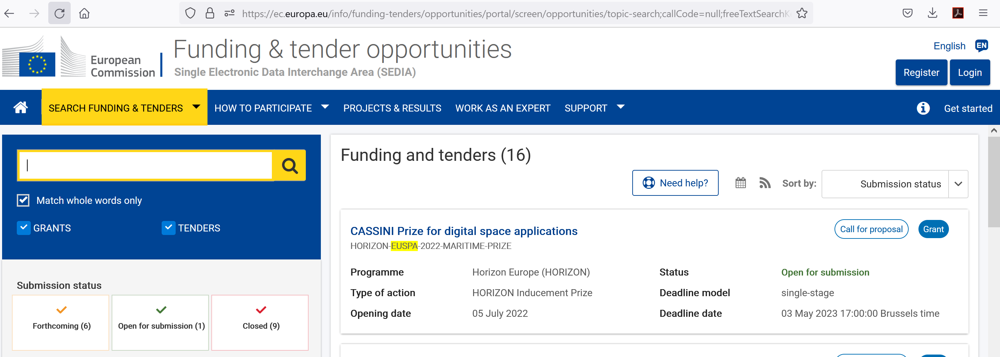 https://ec.europa.eu/info/funding-tenders/opportunities/portal/screen/opportunities/topic-search;callCode=null;freeTextSearchK
European
Commission
Funding & tender opportunities
Single Electronic Data Interchange Area (SEDIA)
English EN
Register Login
SEARCH FUNDING & TENDERS HOW TO PARTICIPATE PROJECTS & RESULTS WORK AS AN EXPERT SUPPORT Get started
Match whole words only
GRANTS TENDERS
Submission status
Forthcoming (6) Open for submission (1) Closed (9)
Funding and tenders (16)
Need help? Sort by: Submission status
CASSINI Prize for digital space applications Call for proposal Grant
HORIZON-EUSPA-2022-MARITIME-PRIZE
Programme Horizon Europe (HORIZON) Status Open for submission
Type of action HORIZON Inducement Prize Deadline model single-stage
Opening date 05 July 2022 Deadline date 03 May 2023 17:00:00 Brussels time